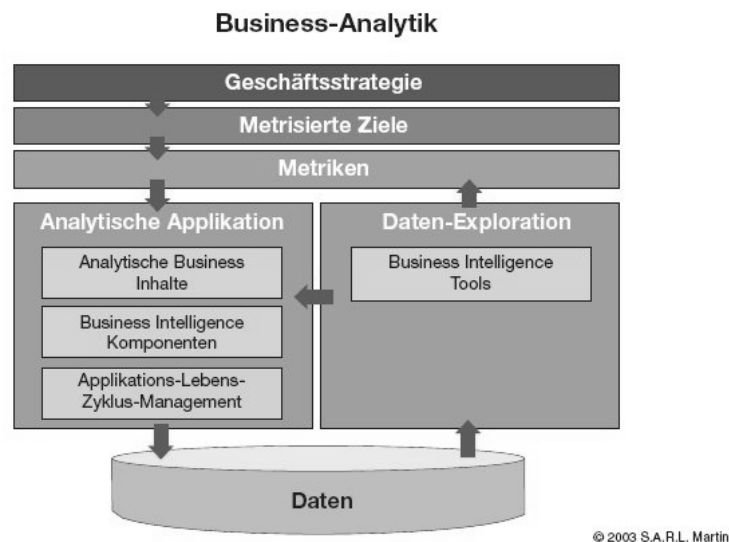 Business-Analytik
Geschäftsstrategie
Metrisierte Ziele
Metriken
Analytische Applikation
Analytische Business
Inhalte
Business Intelligence
Komponenten
Applikations-Lebens-
Zyklus-Management
Daten-Exploration
Business Intelligence
Tools
Daten
© 2003 S.A.R.L. Martin